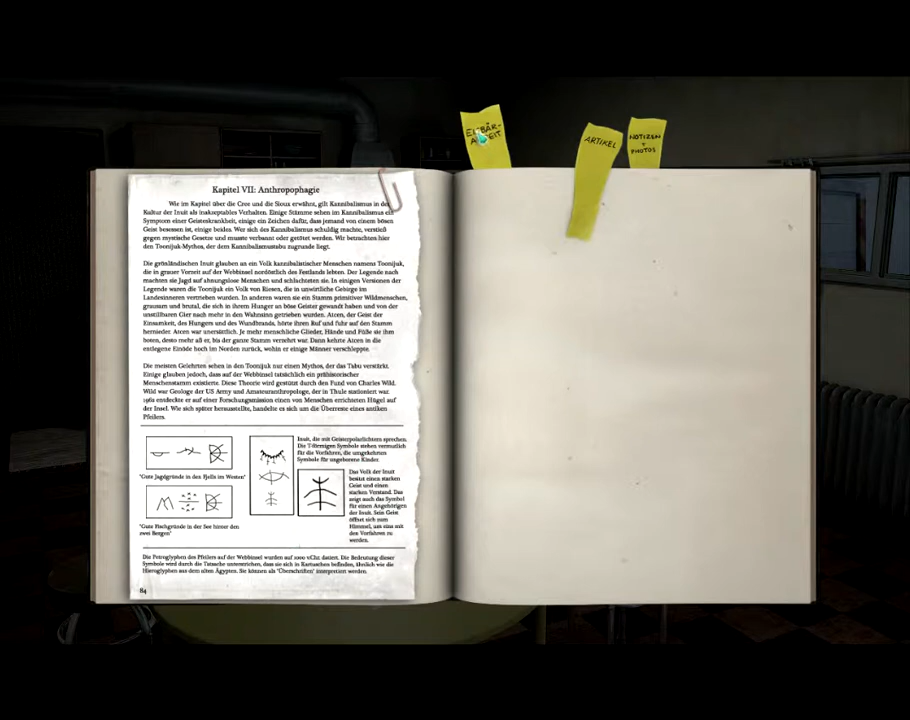 ARTIKEL
NOTIZEN
+
PHOTOS
Kapitel VII: Anthropophagie
Wie im Kapitel über die Cree und die Sioux erwähnt, gilt Kannibalismus in der
Kultur der Inuit als inakzeptables Verhalten. Einige Stimme sehen im Kannibalismus ein
Symptom einer Geisteskrankheit, einige ein Zeichen dafür, dass jemand von einem bösen
Geist besessen ist, einige beides. Wer sich des Kannibalismus schuldig machte, verstieß
gegen mystische Gesetze und musste verbannt oder getötet werden. Wir betrachten hier
den Toonijuk-Mythos, der dem Kannibalismustabu zugrunde liegt.
Die grönländischen Inuit glauben an ein Volk kannibalistischer Menschen namens Toonijuk,
die in grauer Vorzeit auf der Webbinsel nordöstlich des Festlands lebten. Der Legende nach
machten sie Jagd auf ahnungslose Menschen und schlachteten sie. In einigen Versionen der
Legende waren die Toonijuk ein Volk von Riesen, die in unwirtliche Gebirge im
Landesinneren vertrieben wurden. In anderen waren sie ein Stamm primitiver Wildmenschen,
grausam und brutal, die sich in ihrem Hunger an böse Geister gewandt haben und von der
unstillbaren Gier nach mehr in den Wahnsinn getrieben wurden. Atcen, der Geist der
Einsamkeit, des Hungers und des Wundbrands, hörte ihren Ruf und fuhr auf den Stamm
hernieder. Atcen war unersättlich. Je mehr menschliche Glieder, Hände und Füße sie ihm
boten, desto mehr aß er, bis der ganze Stamm verzehrt war. Dann kehrte Atcen in die
entlegene Einöde hoch im Norden zurück, wohin er einige Männer verschleppte.
Die meisten Gelehrten sehen in den Toonijuk nur einen Mythos, der das Tabu verstärkt.
Einige glauben jedoch, dass auf der Webbinsel tatsächlich ein prähistorischer
Menschenstamm existierte. Diese Theorie wird gestützt durch den Fund von Charles Wild.
Wild war Geologe der US Army und Amateuranthropologe, der in Thule stationiert war.
1961 entdeckte er auf einer Forschungsmission einen von Menschen errichteten Hügel auf
der Insel. Wie sich später herausstellte, handelte es sich um die Überreste eines antiken
Pfeilers.
"Gute Jagdgründe in den Fjells im Westen"
"Gute Fischgründe in der See hinter den
zwei Bergen"
Inuit, die mit Geisterpolarlichtern sprechen.
Die T-förmigen Symbole stehen vermutlich
für die Vorfahren, die umgekehrten
Symbole für ungeborene Kinder.
Das Volk der Inuit
besitzt einen starken
Geist und einen
starken Verstand. Das
zeigt auch das Symbol
für einen Angehörigen
der Inuit. Sein Geist
öffnet sich zum
Himmel, um eins mit
den Vorfahren zu
werden.
Die Petroglyphen des Pfeilers auf der Webbinsel wurden auf 1000 v.Chr. datiert. Die Bedeutung dieser
Symbole wird durch die Tatsache unterstrichen, dass sie sich in Kartuschen befinden, ähnlich wie die
Hieroglyphen aus dem alten Ägypten. Sie können als "Überschriften" interpretiert werden.
84